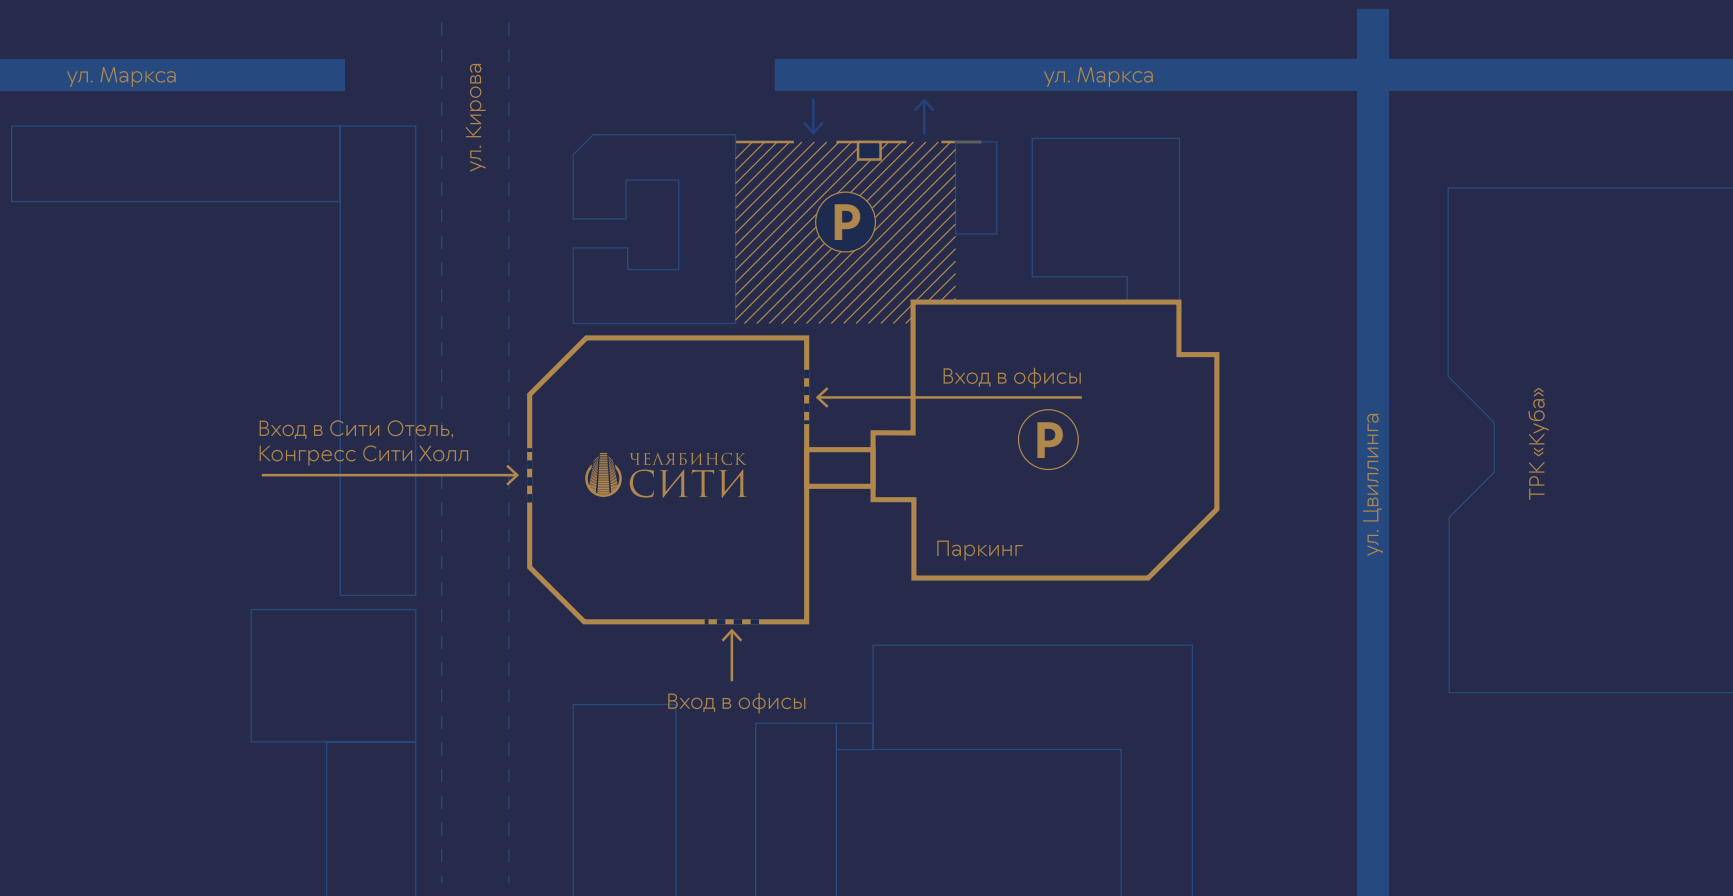 ул. Маркса
ул. Кирова
ул. Маркса
P
Вход в офисы
Вход в Сити Отель,
Конгресс Сити Холл
P
ЧЕЛЯБИНСК
СИТИ
Паркинг
ул. Цвиллинга
ТРК «Куба»
Вход в офисы